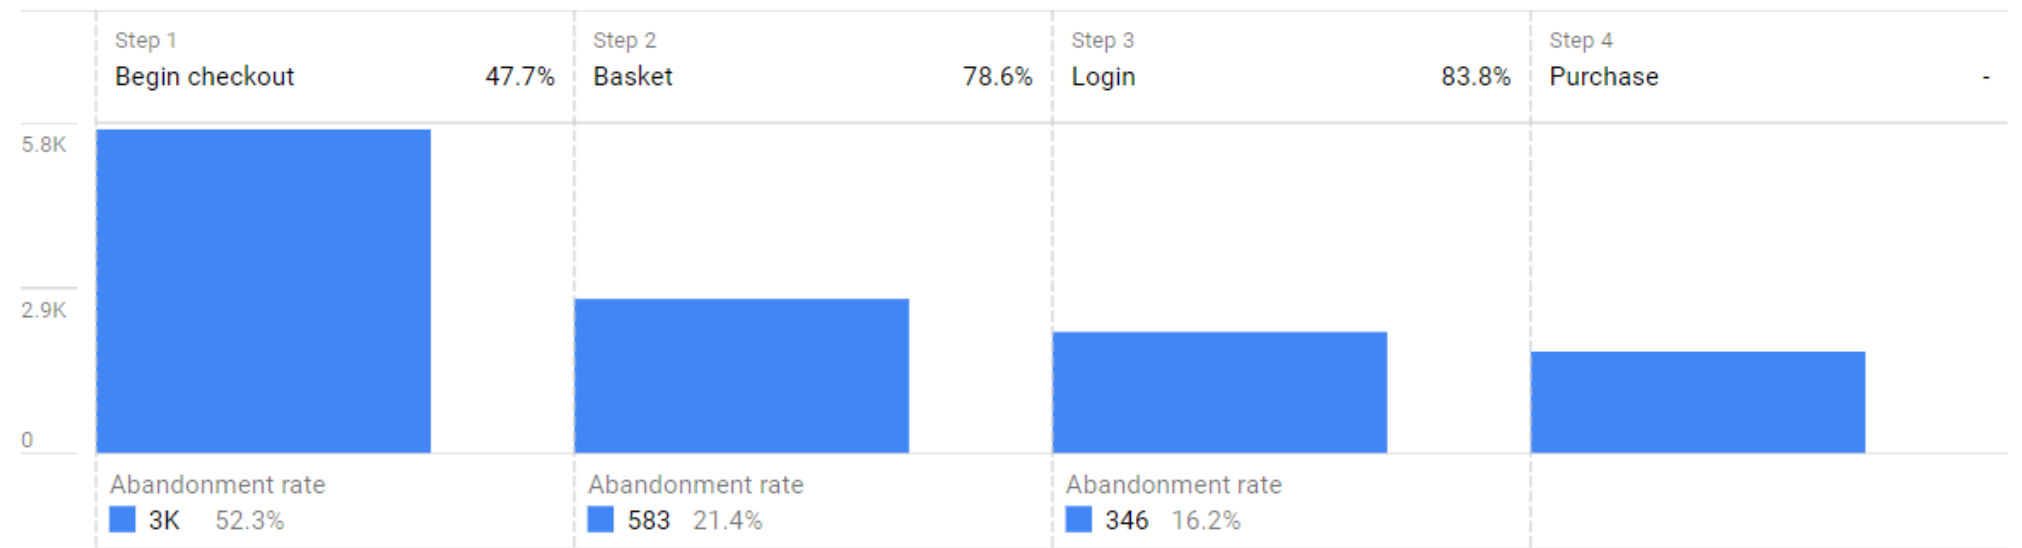 Step 1
Begin checkout 47.7%
Step 2
Basket 78.6%
Step 3
Login 83.8%
Step 4
Purchase -
5.8K
2.9K
0
Abandonment rate
3K 52.3%
Abandonment rate
583 21.4%
Abandonment rate
346 16.2%